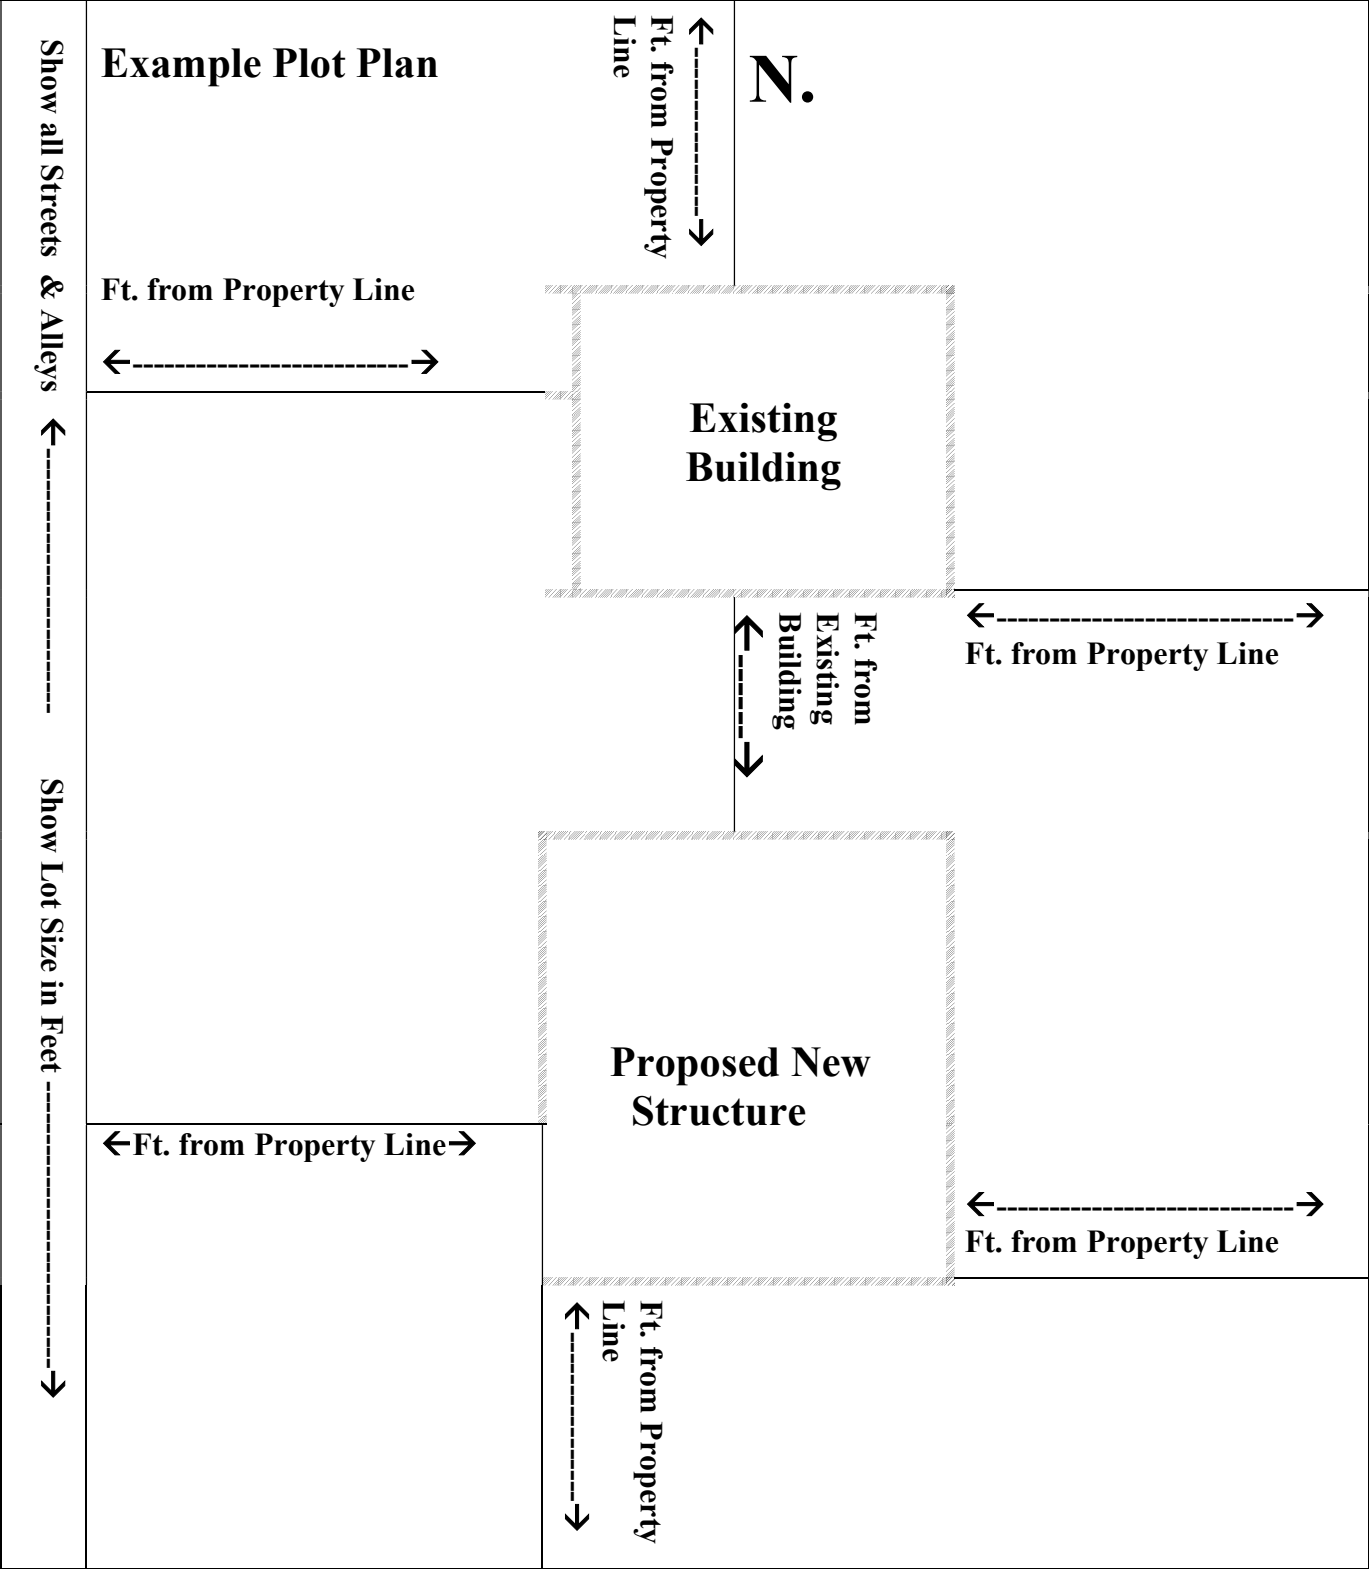 Example Plot Plan
Ft. from Property
Line
N.
Show all Streets & Alleys
Ft. from Property Line
Existing
Building
Ft. from
Existing
Building
Ft. from Property Line
Show Lot Size in Feet
Proposed New
Structure
Ft. from Property Line
Ft. from Property Line
Ft. from Property
Line